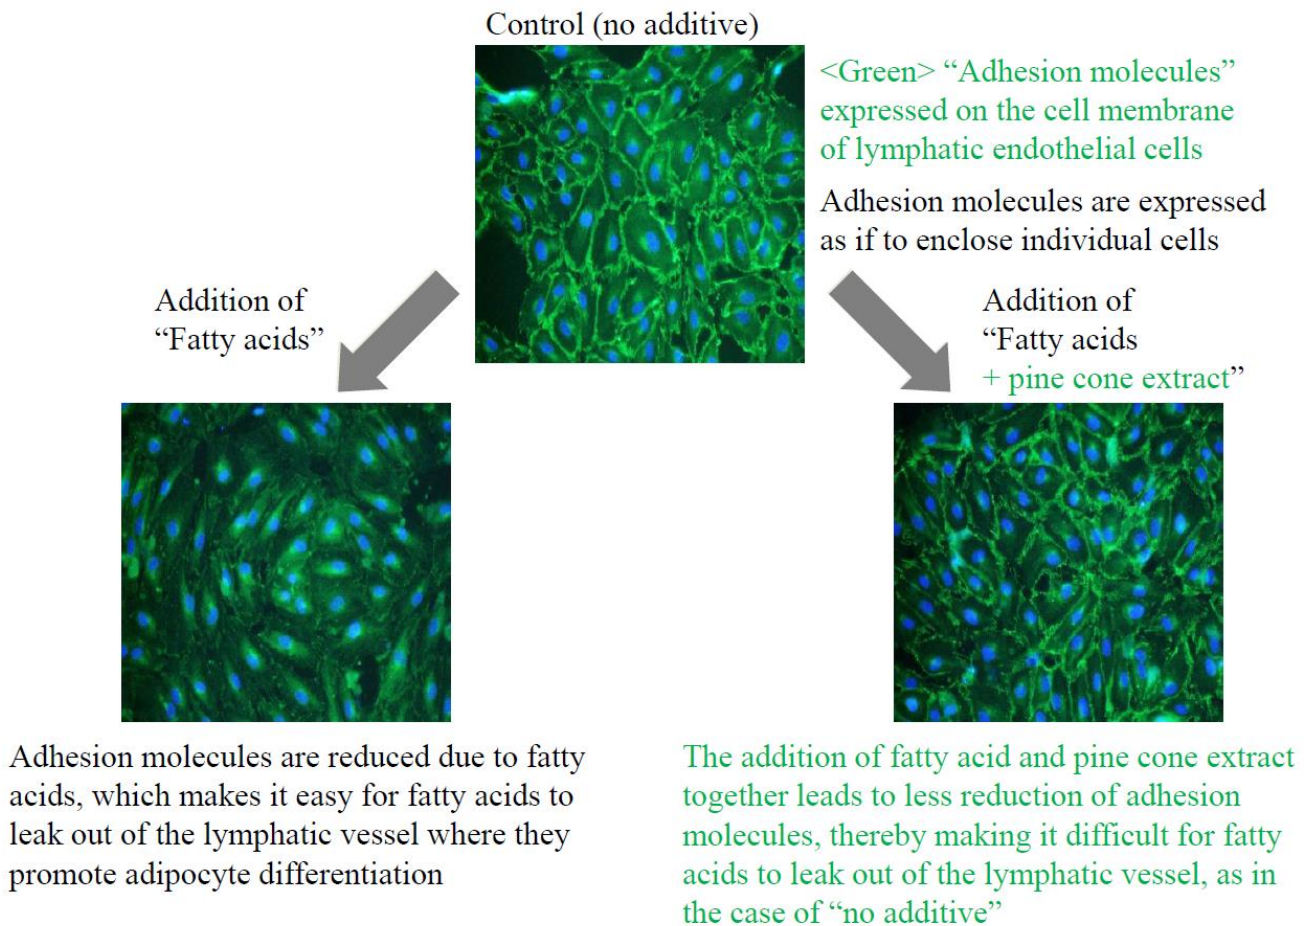 Control (no additive)
<Green> “Adhesion molecules”
expressed on the cell membrane
of lymphatic endothelial cells
Adhesion molecules are expressed
as if to enclose individual cells
Addition of
“Fatty acids”
Addition of
“Fatty acids
+ pine cone extract”
Adhesion molecules are reduced due to fatty
acids, which makes it easy for fatty acids to
leak out of the lymphatic vessel where they
promote adipocyte differentiation
The addition of fatty acid and pine cone extract
together leads to less reduction of adhesion
molecules, thereby making it difficult for fatty
acids to leak out of the lymphatic vessel, as in
the case of “no additive”